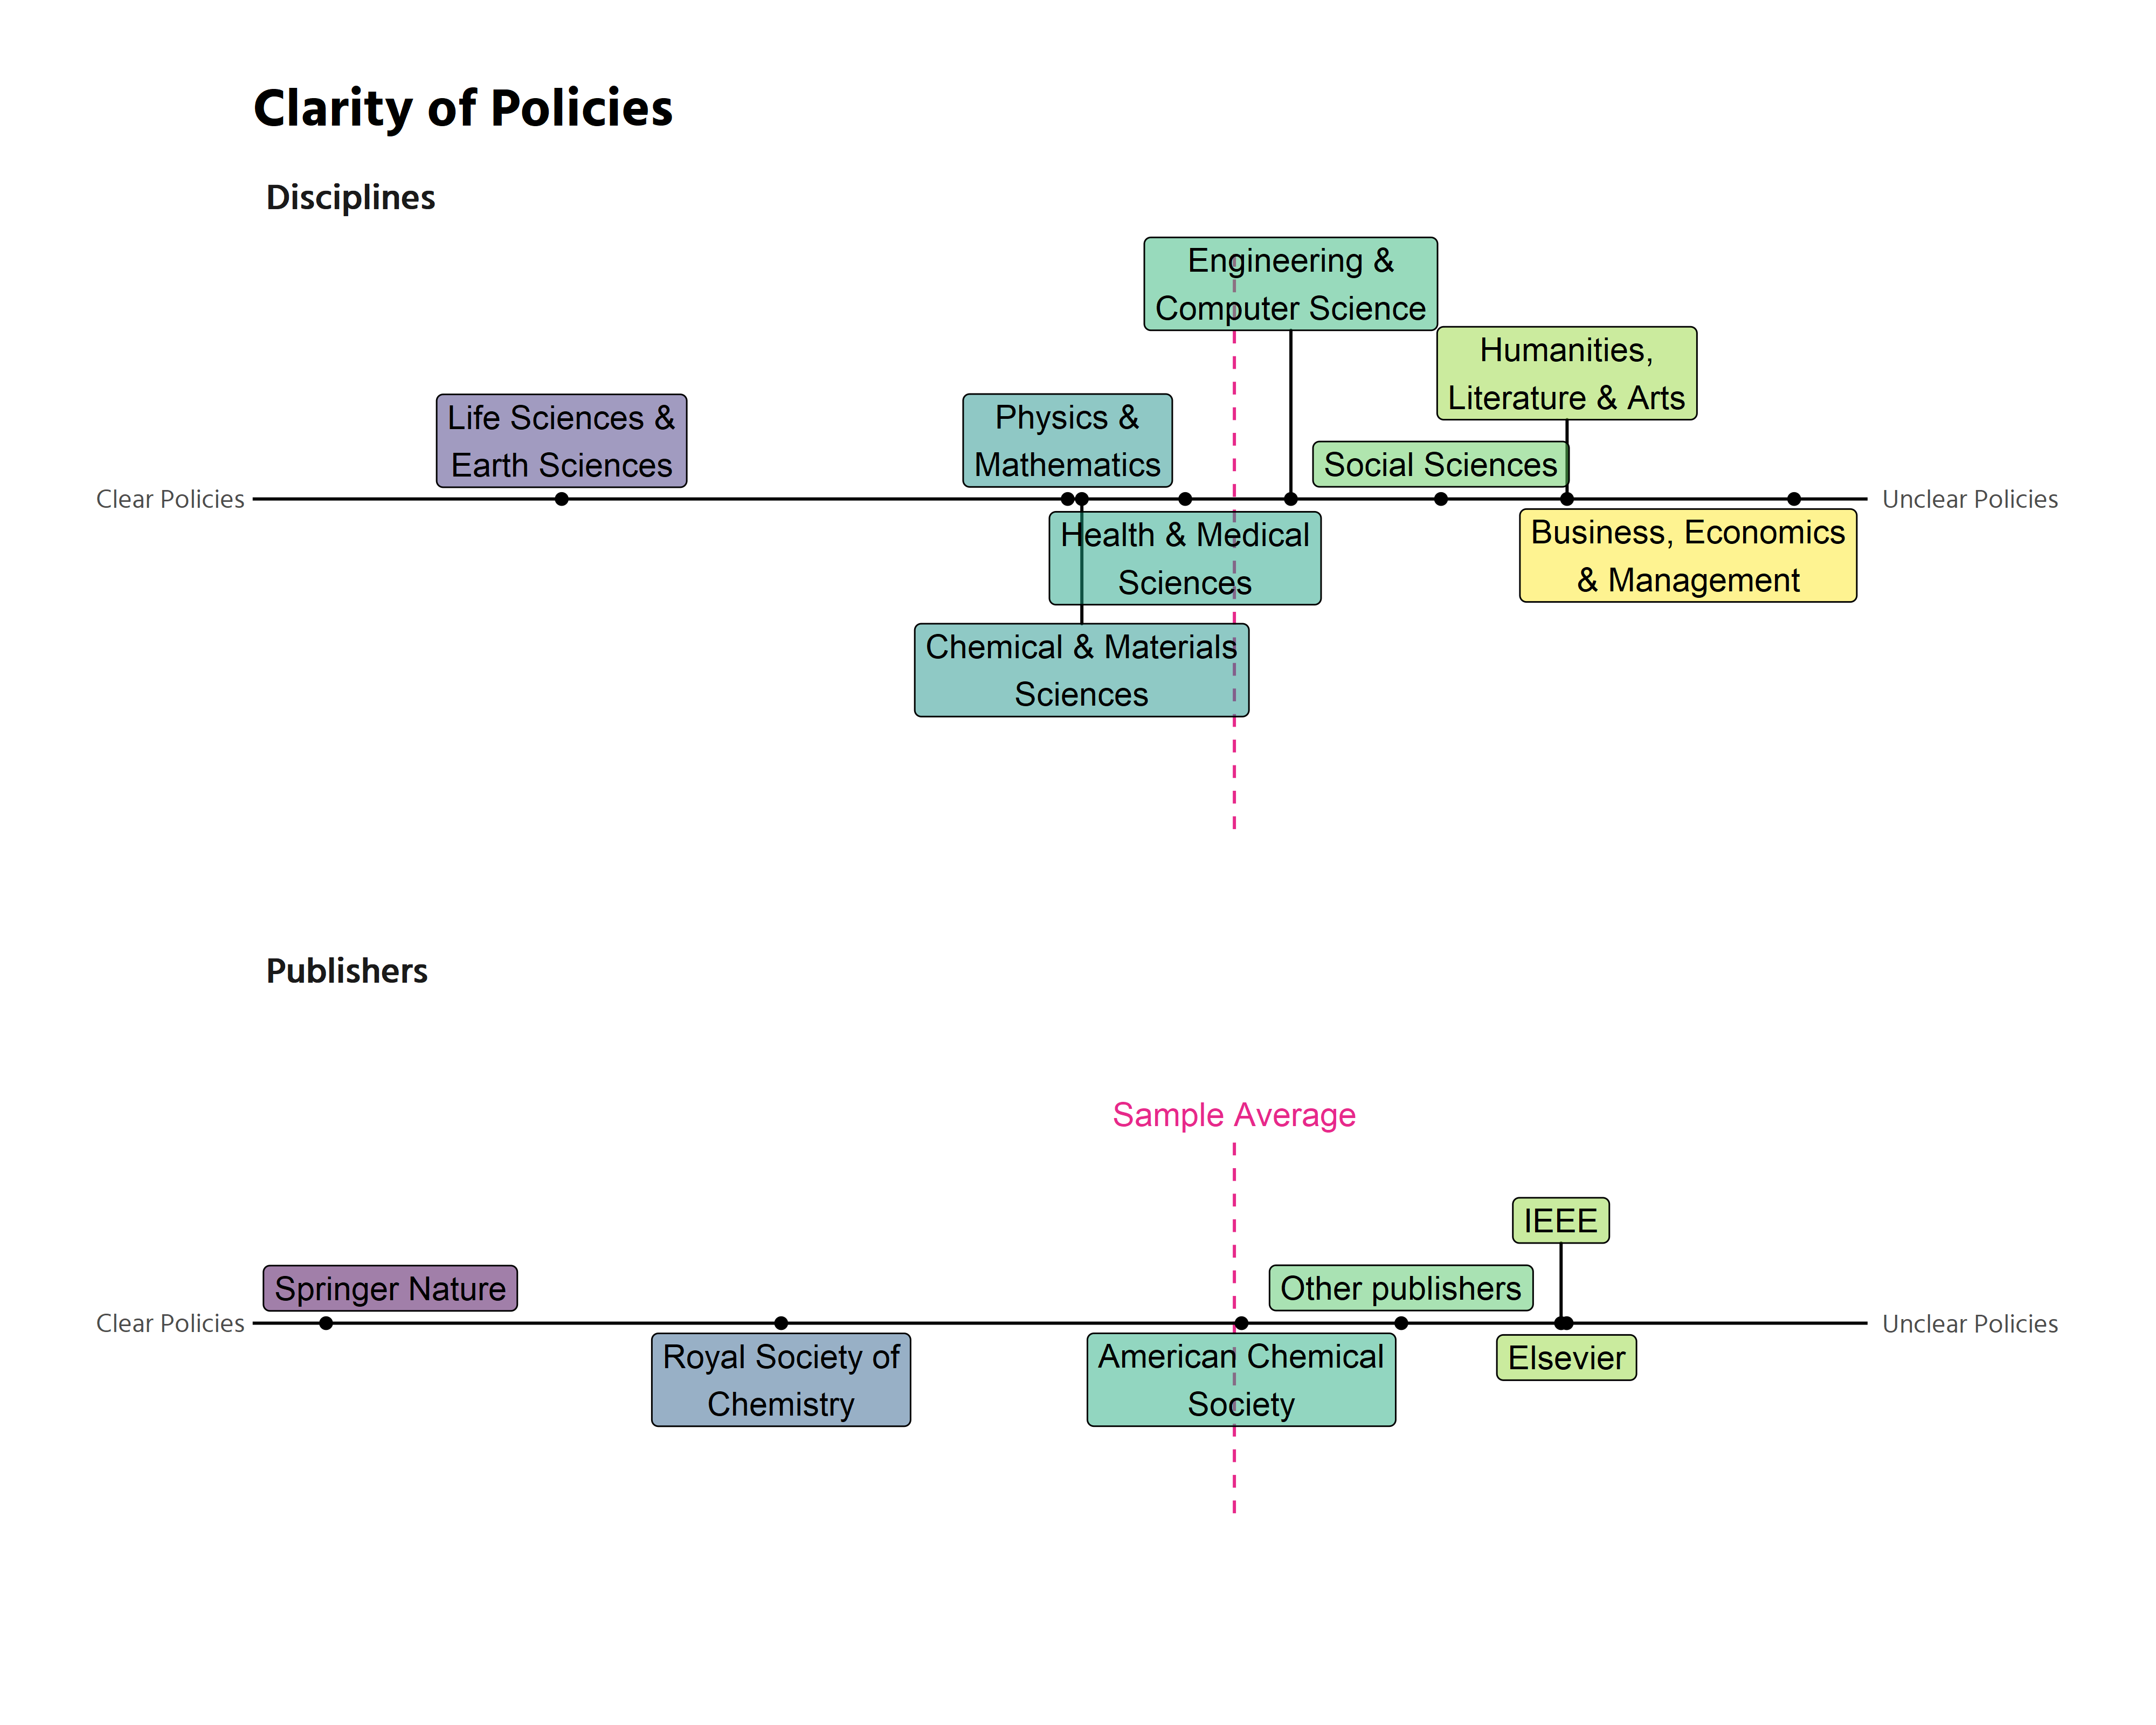 Clarity of Policies
Disciplines
Engineering &
Computer Science
Humanities,
Literature & Arts
Life Sciences &
Earth Sciences
Physics &
Mathematics
Social Sciences
Clear Policies
Unclear Policies
Health & Medical
Sciences
Business, Economics
& Management
Chemical & Materials
Sciences
Publishers
Sample Average
IEEE
Springer Nature
Other publishers
Clear Policies
Unclear Policies
Royal Society of
Chemistry
American Chemical
Society
Elsevier